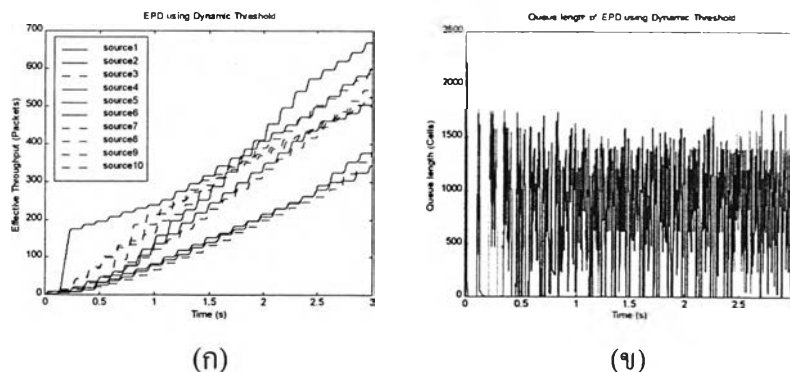 EPD using Dynamic Threshold
Effective Throughput (Packets)
700
600
500
400
300
200
100
0
source1
source2
source3
source4
source5
source6
source7
source8
source9
source10
0
0.5
1
1.5
2
2.5
3
Time (s)
(ก)
Queue length of EPD using Dynamic Threshold
Queue length (Cells)
2500
2000
1500
1000
500
0
0
0.5
1
1.5
2
2.5
Time (s)
(ข)